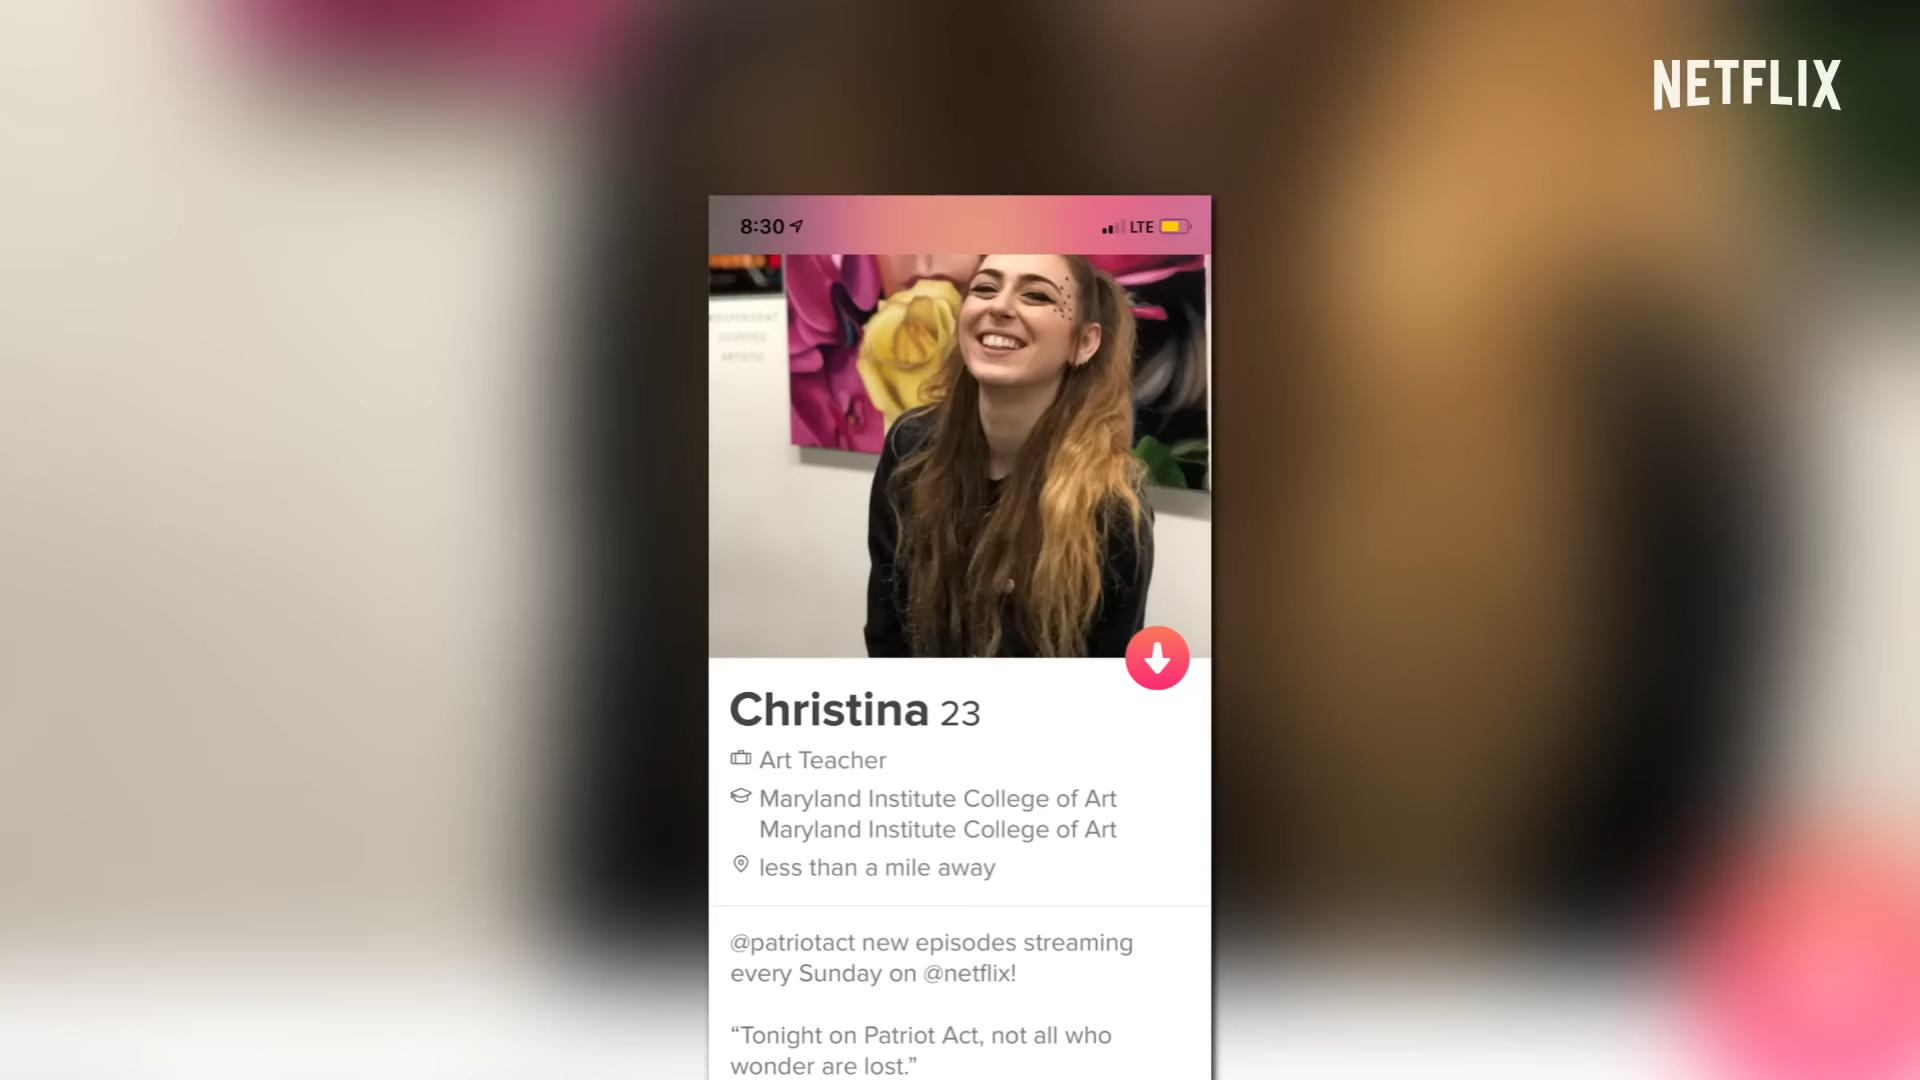 NETFLIX
8:30
LTE
Christina 23
Art Teacher
Maryland Institute College of Art
Maryland Institute College of Art
less than a mile away
@patriotact new episodes streaming
every Sunday on @netflix!
“Tonight on Patriot Act, not all who
wonder are lost.”